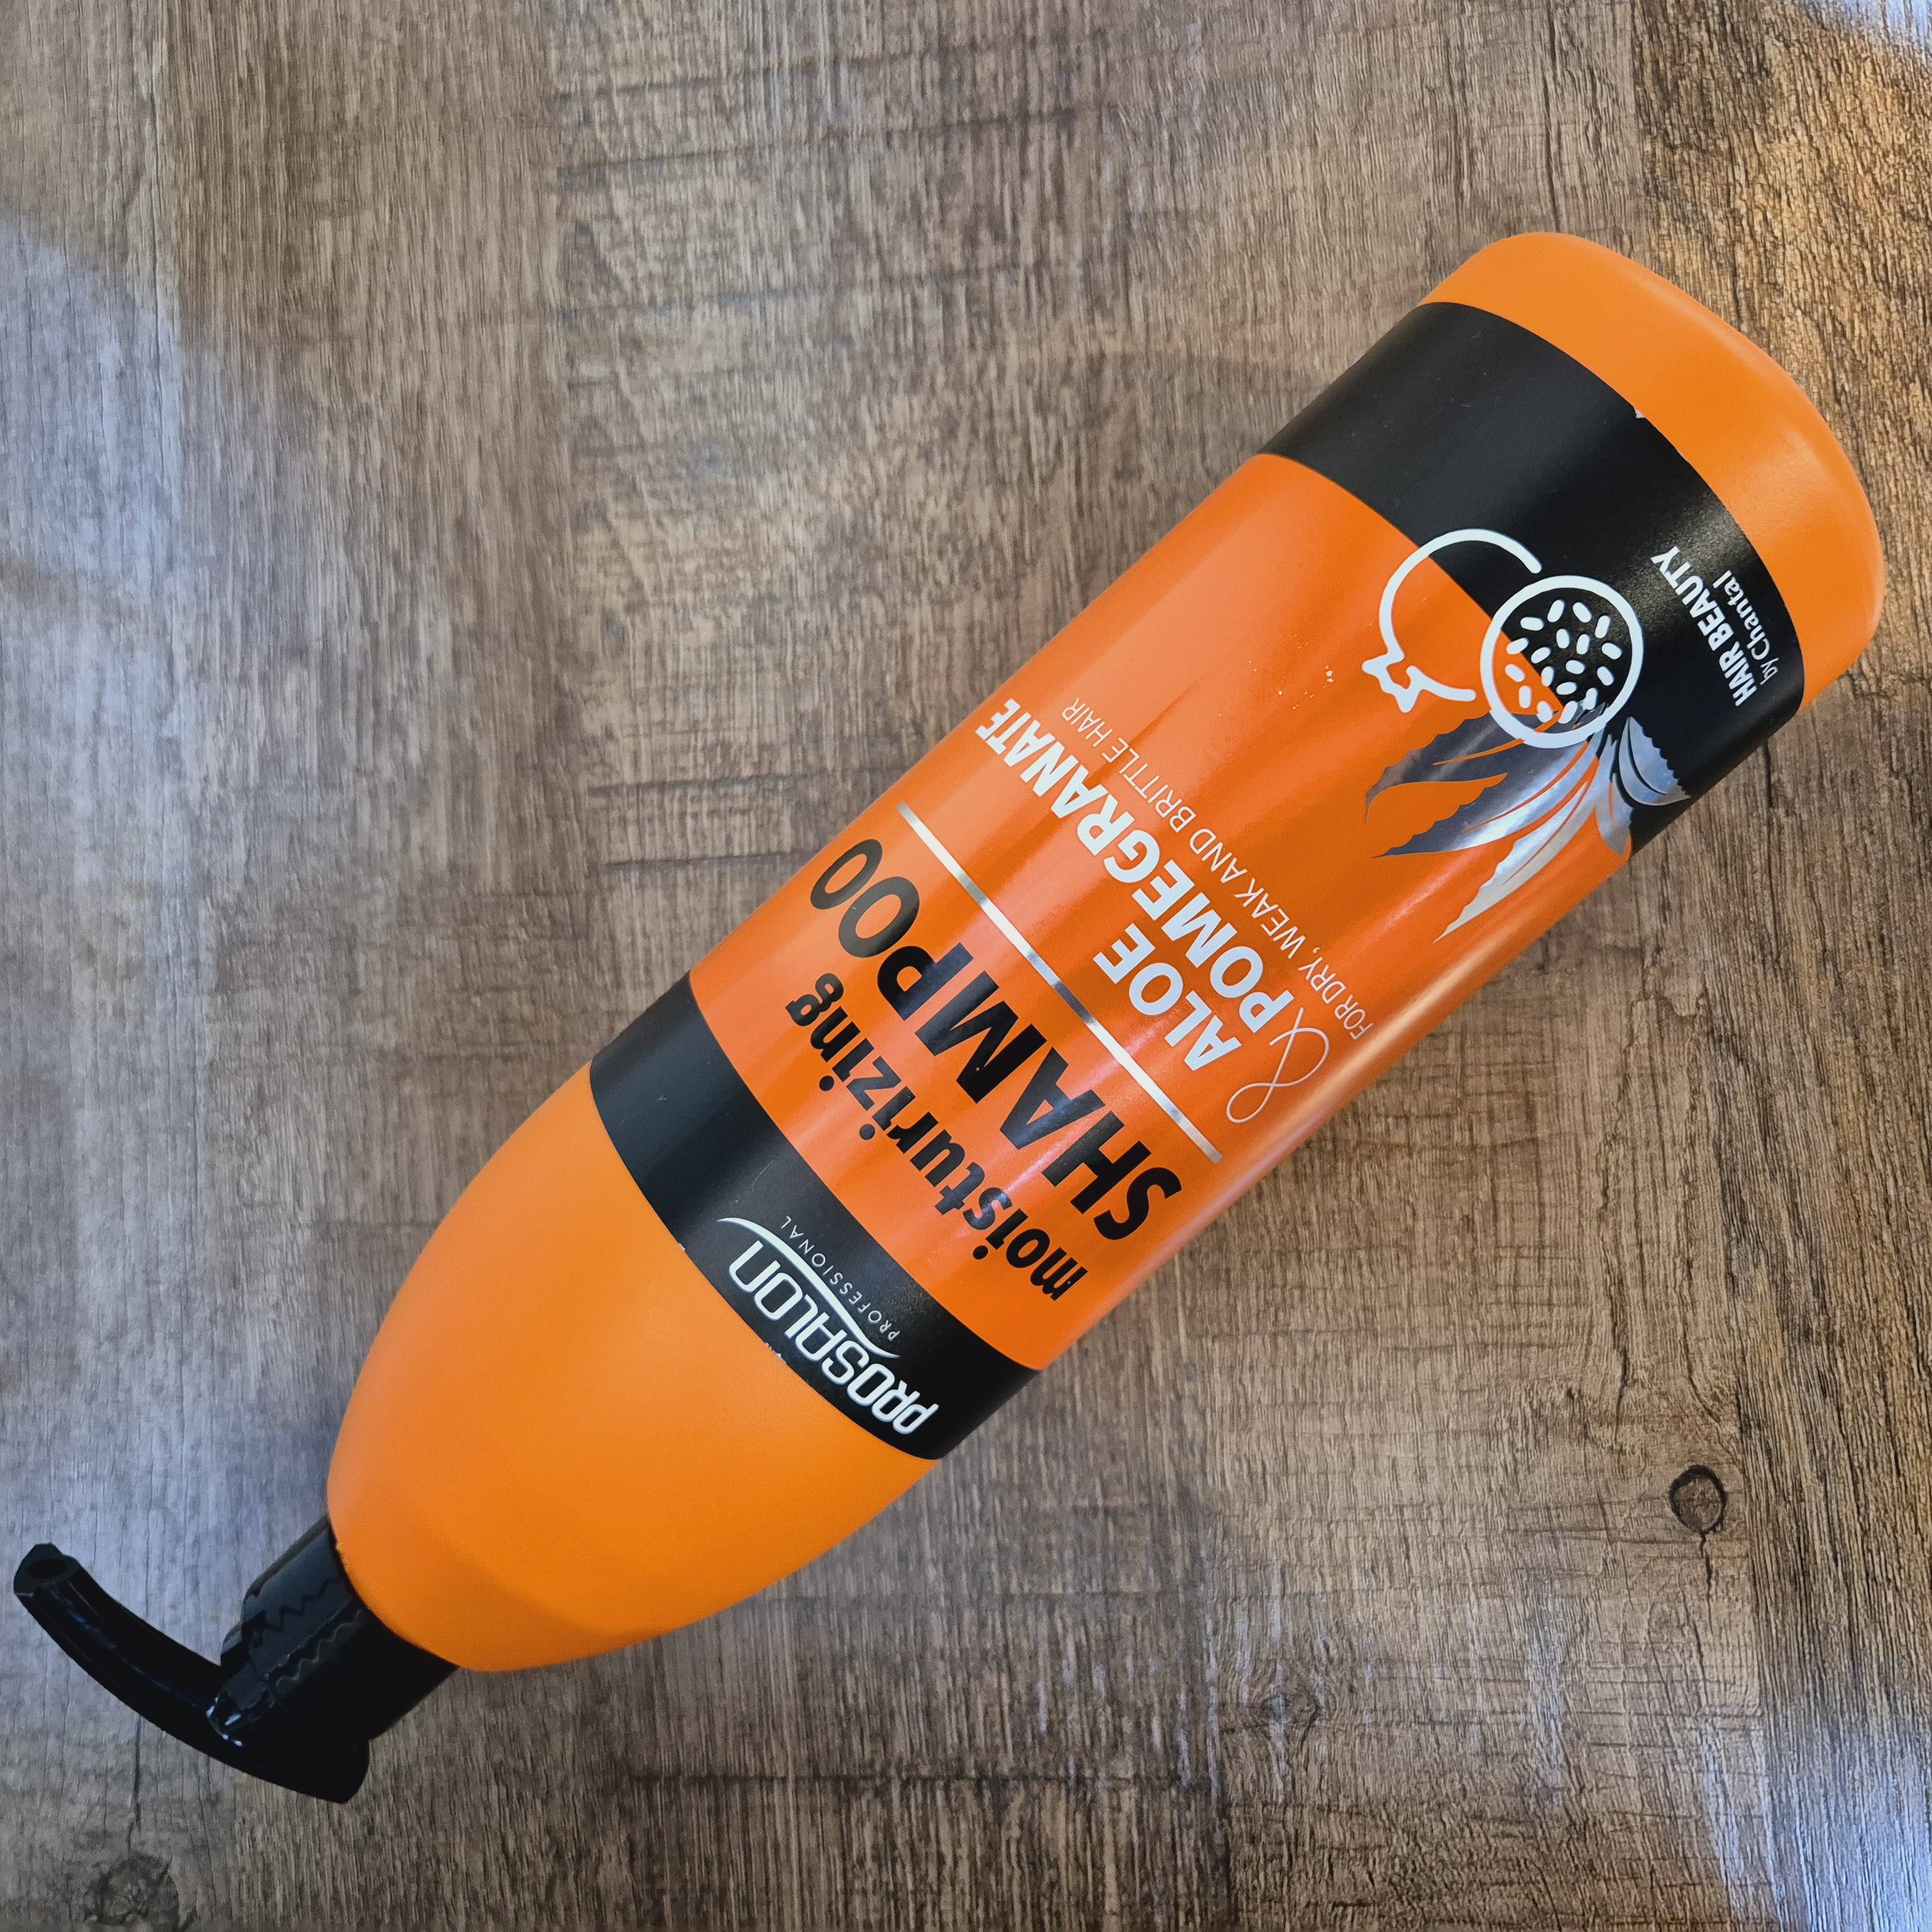 PROSALON
PROFESSIONAL
moisturizing
SHAMPOO
ALOE
& POMEGRANATE
FOR DRY, WEAK AND BRITTLE HAIR
HAIR BEAUTY
by Chantal